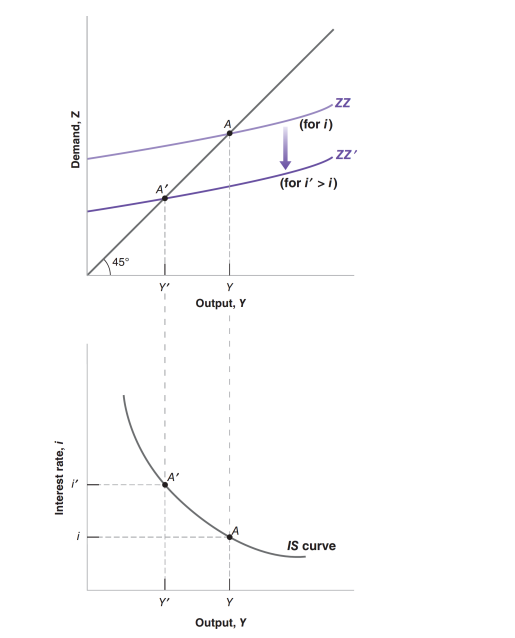 ZZ
A
(for i)
Demand, Z
ZZ′
(for i′ > i)
A′
45°
Y′ Y
Output, Y
Interest rate, i
i′
A′
i
A
IS curve
Y′ Y
Output, Y